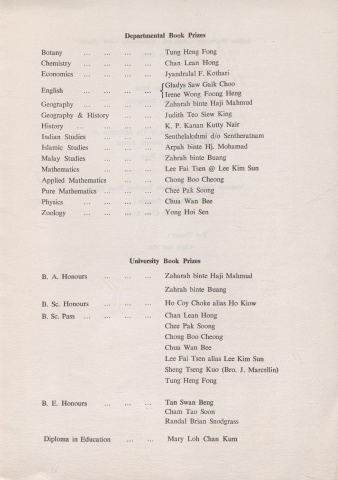 Departmental Book Prizes
Botany ... ... ... ... Tung Heng Fong
Chemistry ... ... ... ... Chan Lean Hong
Economics ... ... ... ... Jyandralal F. Kothari
English ... ... ... ... { Gladys Saw Gaik Choo
Irene Wong Foong Heng
Geography ... ... ... ... Zaharah binte Haji Mahmud
Geography & History ... ... Judith Teo Siew King
History ... ... ... ... K. P. Kanan Kutty Nair
Indian Studies ... ... ... Senthelakshmi d/o Sentheratnam
Islamic Studies ... ... ... Arpah binte Hj. Mohamad
Malay Studies ... ... ... Zahrah binte Buang
Mathematics ... ... ... Lee Fai Tsen @ Lee Kim Sun
Applied Mathematics ... ... Chong Boo Cheong
Pure Mathematics ... ... ... Chee Pak Soong
Physics ... ... ... ... Chua Wan Bee
Zoology ... ... ... ... Yong Hoi Sen
University Book Prizes
B. A. Honours ... ... ... Zaharah binte Haji Mahmud
Zahrah binte Buang
B. Sc. Honours ... ... ... Ho Coy Choke alias Ho Kiow
B. Sc. Pass ... ... ... ... Chan Lean Hong
Chee Pak Soong
Chong Boo Cheong
Chua Wan Bee
Lee Fai Tsen alias Lee Kim Sun
Sheng Tseng Kuo (Bro. J. Marcellin)
Tung Heng Fong
B. E. Honours ... ... ... Tan Swan Beng
Cham Tao Soon
Randal Brian Snodgrass
Diploma in Education ... ... Mary Loh Chan Kum